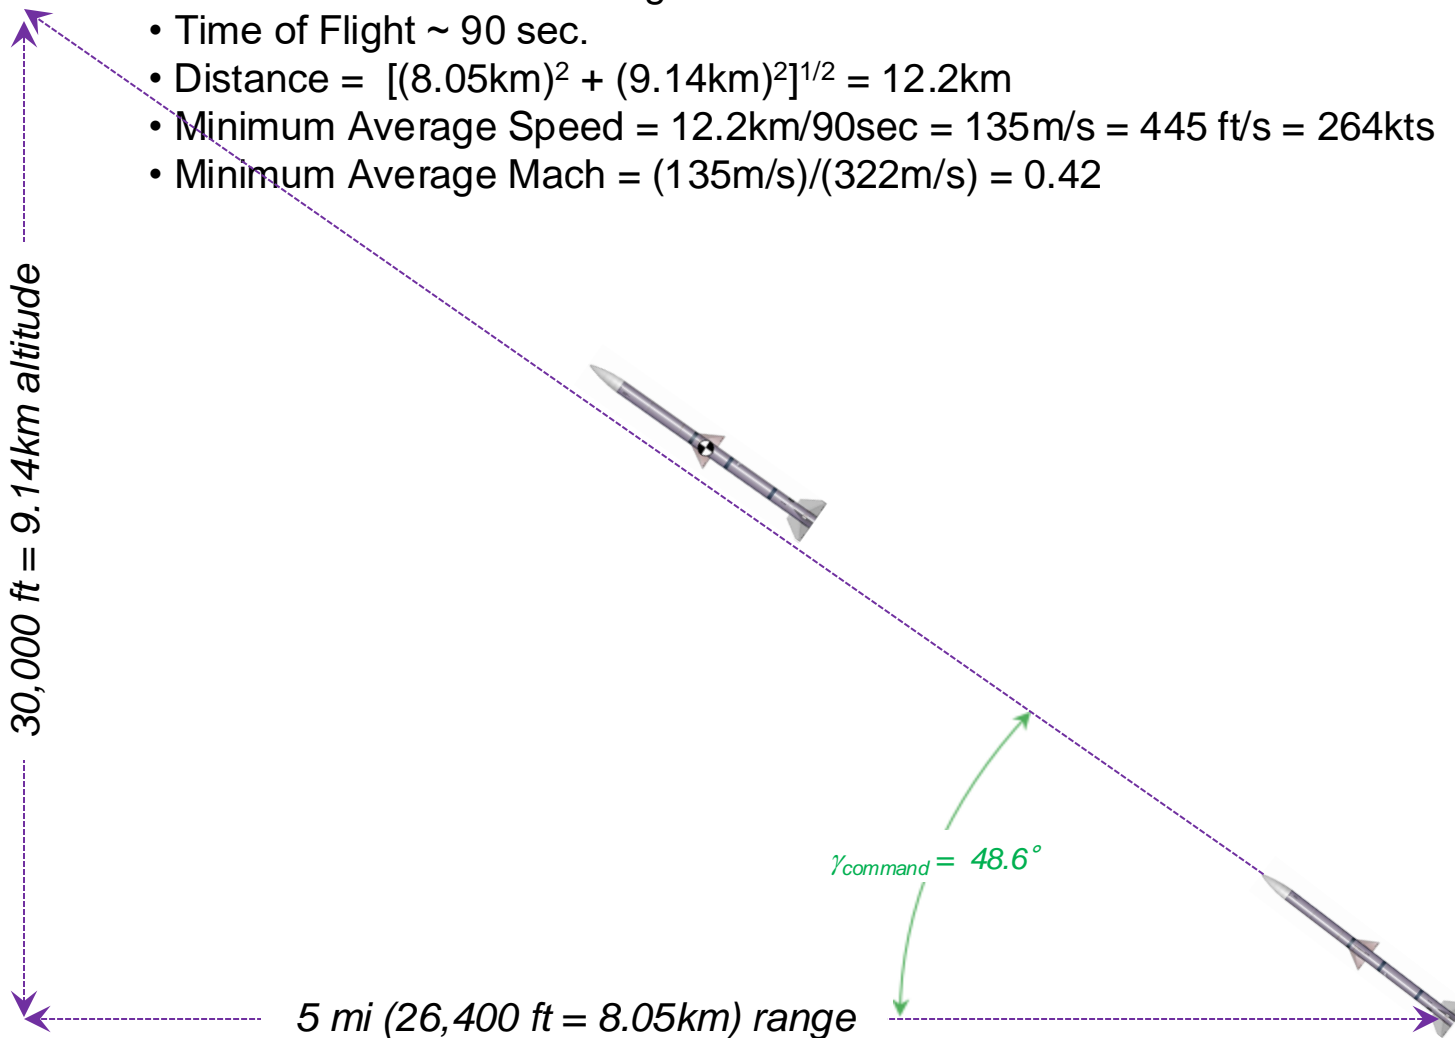 • Time of Flight ~ 90 sec.
• Distance = [(8.05km)² + (9.14km)²]¹/² = 12.2km
• Minimum Average Speed = 12.2km/90sec = 135m/s = 445 ft/s = 264kts
• Minimum Average Mach = (135m/s)/(322m/s) = 0.42
30,000 ft = 9.14km altitude
γcommand = 48.6°
5 mi (26,400 ft = 8.05km) range